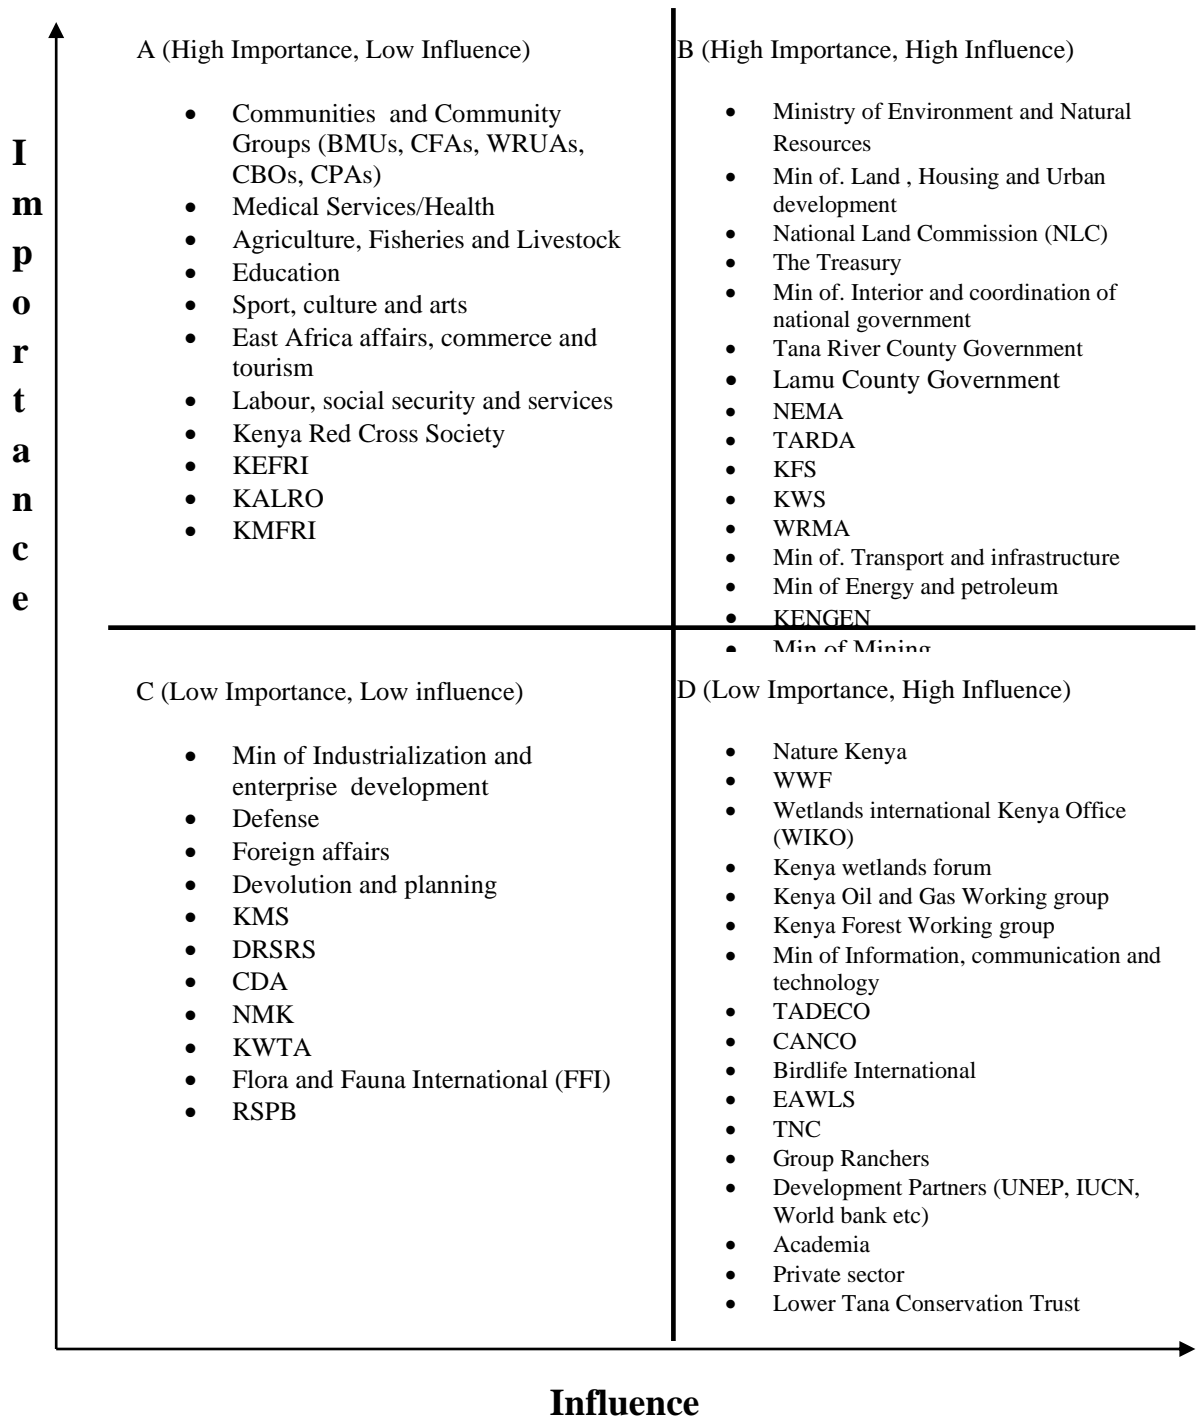 Importance
A (High Importance, Low Influence)
• Communities and Community
Groups (BMUs, CFAs, WRUAs,
CBOs, CPAs)
• Medical Services/Health
• Agriculture, Fisheries and Livestock
• Education
• Sport, culture and arts
• East Africa affairs, commerce and
tourism
• Labour, social security and services
• Kenya Red Cross Society
• KEFRI
• KALRO
• KMFRI
B (High Importance, High Influence)
• Ministry of Environment and Natural
Resources
• Min of. Land , Housing and Urban
development
• National Land Commission (NLC)
• The Treasury
• Min of. Interior and coordination of
national government
• Tana River County Government
• Lamu County Government
• NEMA
• TARDA
• KFS
• KWS
• WRMA
• Min of. Transport and infrastructure
• Min of Energy and petroleum
• KENGEN
• Min of Mining
C (Low Importance, Low influence)
• Min of Industrialization and
enterprise development
• Defense
• Foreign affairs
• Devolution and planning
• KMS
• DRSRS
• CDA
• NMK
• KWTA
• Flora and Fauna International (FFI)
• RSPB
D (Low Importance, High Influence)
• Nature Kenya
• WWF
• Wetlands international Kenya Office
(WIKO)
• Kenya wetlands forum
• Kenya Oil and Gas Working group
• Kenya Forest Working group
• Min of Information, communication and
technology
• TADECO
• CANCO
• Birdlife International
• EAWLS
• TNC
• Group Ranchers
• Development Partners (UNEP, IUCN,
World bank etc)
• Academia
• Private sector
• Lower Tana Conservation Trust
Influence